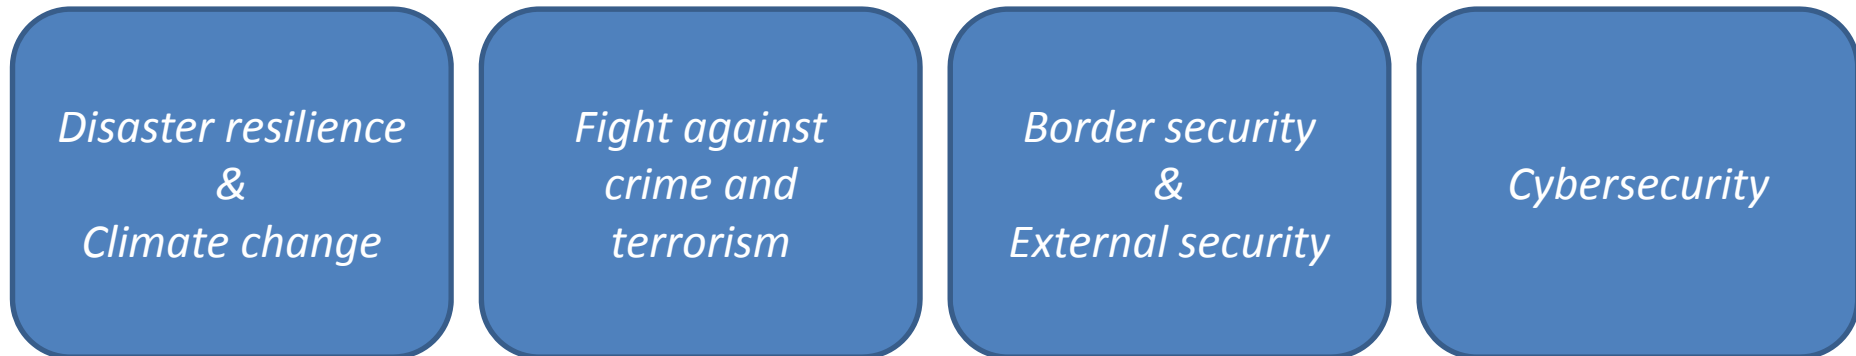 Disaster resilience
&
Climate change
Fight against
crime and
terrorism
Border security
&
External security
Cybersecurity